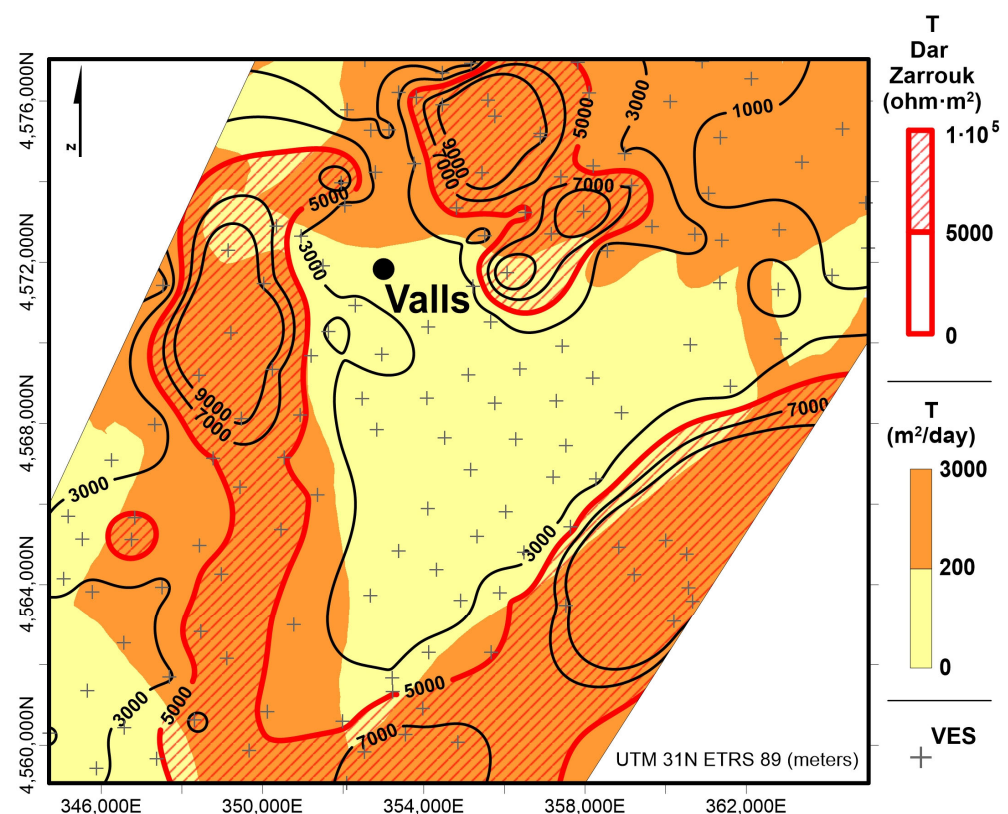 T
Dar
Zarrouk
(ohm·m²)
1·10⁵
5000
0
T
(m²/day)
3000
200
0
VES
4,576,000N
4,572,000N
4,568,000N
4,564,000N
4,560,000N
346,000E
350,000E
354,000E
358,000E
362,000E
N
5000
3000
1000
9000
7000
7000
5000
3000
Valls
9000
7000
7000
3000
3000
3000
5000
5000
7000
UTM 31N ETRS 89 (meters)